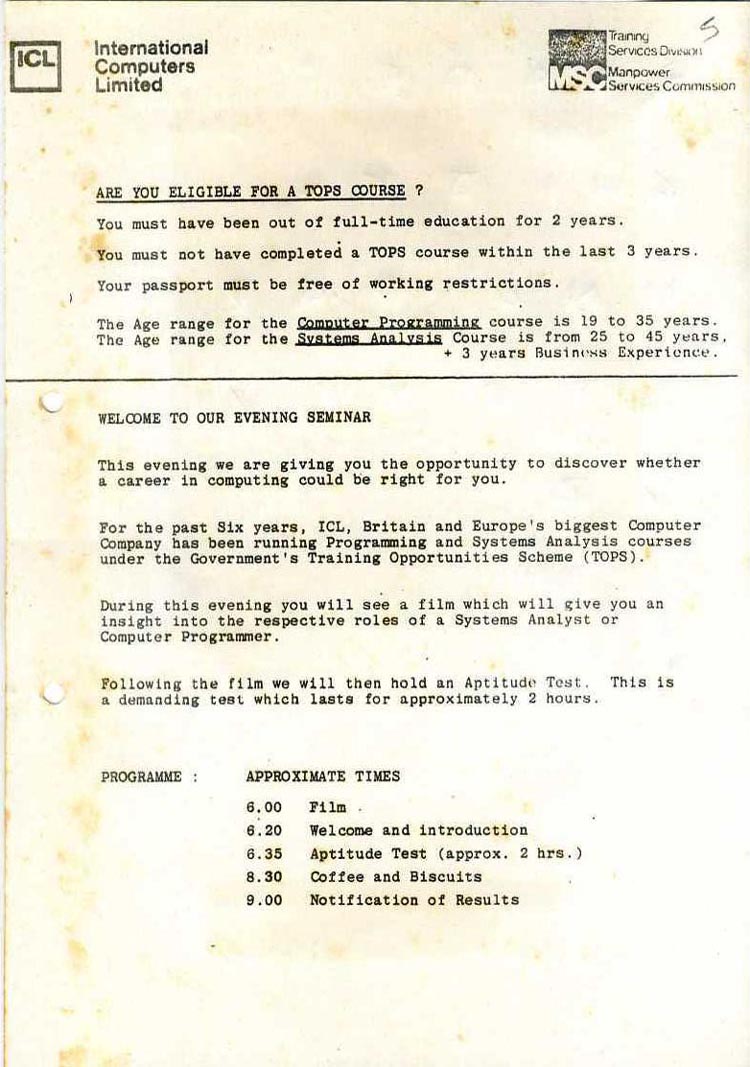 ICL
International
Computers
Limited
5
Training
Services Division
MSC Manpower
Services Commission
ARE YOU ELIGIBLE FOR A TOPS COURSE ?
You must have been out of full-time education for 2 years.
You must not have completed a TOPS course within the last 3 years.
Your passport must be free of working restrictions.
The Age range for the Computer Programming course is 19 to 35 years.
The Age range for the Systems Analysis Course is from 25 to 45 years,
+ 3 years Business Experience.
WELCOME TO OUR EVENING SEMINAR
This evening we are giving you the opportunity to discover whether
a career in computing could be right for you.
For the past Six years, ICL, Britain and Europe's biggest Computer
Company has been running Programming and Systems Analysis courses
under the Government's Training Opportunities Scheme (TOPS).
During this evening you will see a film which will give you an
insight into the respective roles of a Systems Analyst or
Computer Programmer.
Following the film we will then hold an Aptitude Test. This is
a demanding test which lasts for approximately 2 hours.
PROGRAMME : APPROXIMATE TIMES
6.00 Film
6.20 Welcome and introduction
6.35 Aptitude Test (approx. 2 hrs.)
8.30 Coffee and Biscuits
9.00 Notification of Results